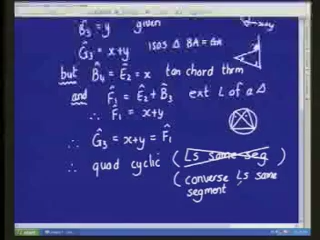 B̂₃ = y given
x+y
Ĝ₃ = x+y isos Δ BA = GA
but B̂₄ = Ê₂ = x tan chord thrm
and F̂₁ = Ê₂ + B̂₃ ext ∠ of a Δ
∴ F̂₁ = x+y
∴ Ĝ₃ = x+y = F̂₁
∴ quad cyclic ( ∠s same seg )
( converse ∠s same
segment )